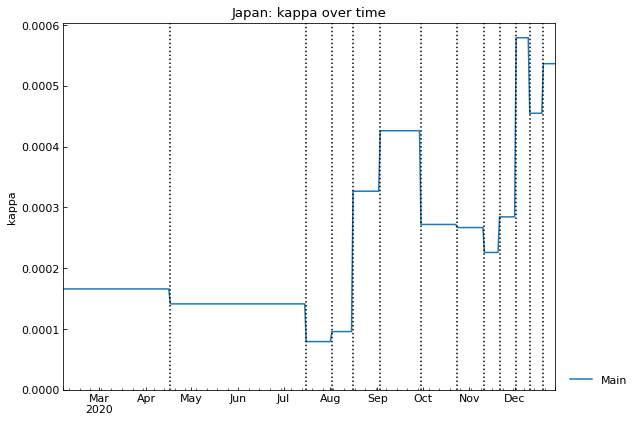 Japan: kappa over time
0.0006
0.0005
0.0004
0.0003
0.0002
0.0001
0.0000
kappa
Mar Apr May Jun Jul Aug Sep Oct Nov Dec
2020
Main